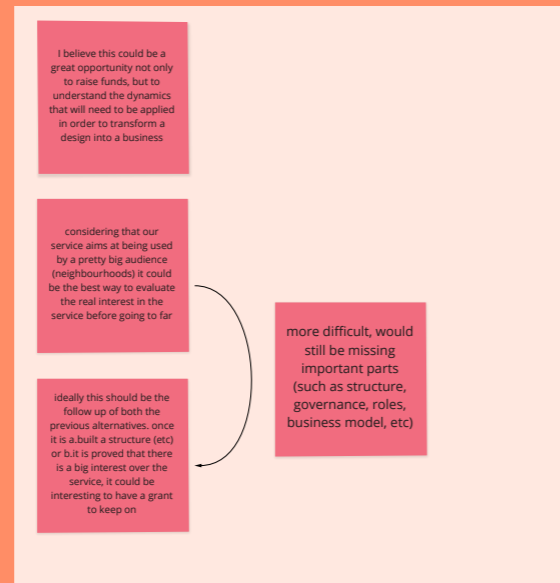 I believe this could be a
great opportunity not only
to raise funds, but to
understand the dynamics
that will need to be applied
in order to transform a
design into a business
considering that our
service aims at being used
by a pretty big audience
(neighbourhoods) it could
be the best way to evaluate
the real interest in the
service before going to far
more difficult, would
still be missing
important parts
(such as structure,
governance, roles,
business model, etc)
ideally this should be the
follow up of both the
previous alternatives. once
it is a.built a structure (etc)
or b.it is proved that there
is a big interest over the
service, it could be
interesting to have a grant
to keep on